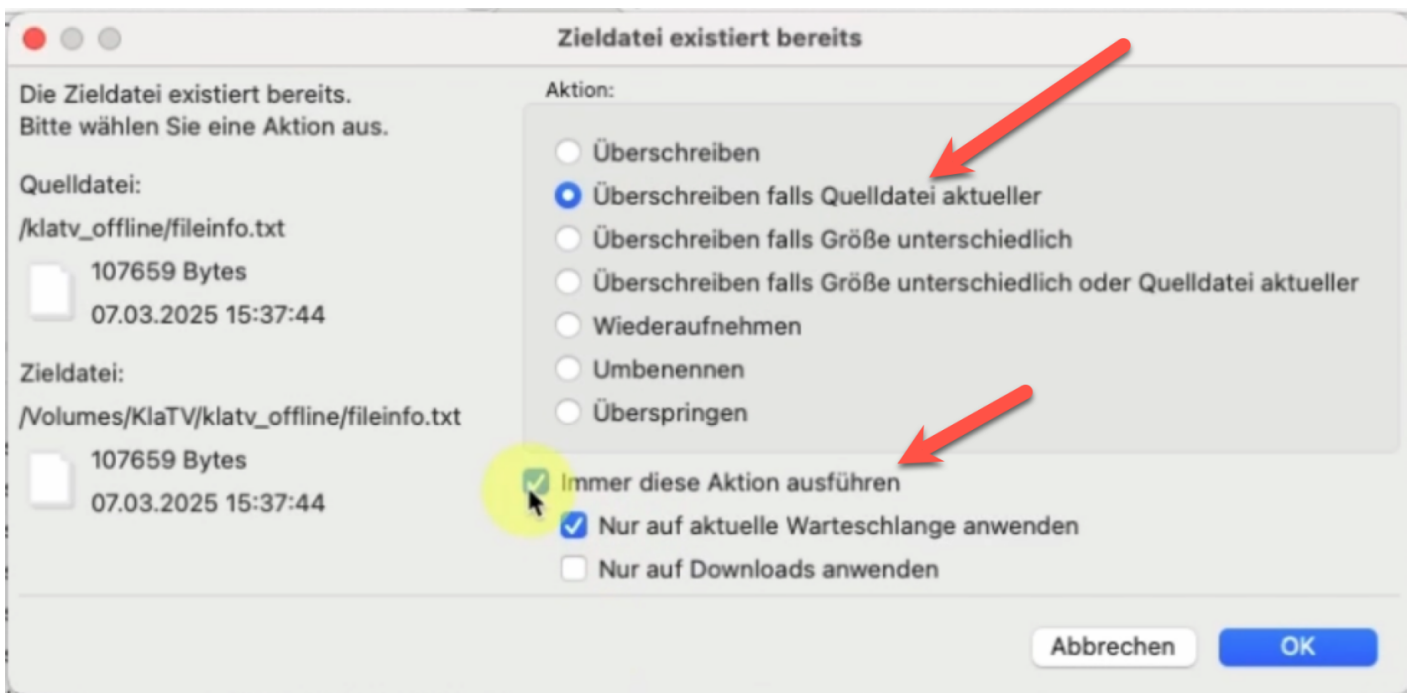 Zieldatei existiert bereits
Die Zieldatei existiert bereits.
Bitte wählen Sie eine Aktion aus.
Quelldatei:
/klatv_offline/fileinfo.txt
107659 Bytes
07.03.2025 15:37:44
Zieldatei:
/Volumes/KlaTV/klatv_offline/fileinfo.txt
107659 Bytes
07.03.2025 15:37:44
Aktion:
Überschreiben
Überschreiben falls Quelldatei aktueller
Überschreiben falls Größe unterschiedlich
Überschreiben falls Größe unterschiedlich oder Quelldatei aktueller
Wiederaufnehmen
Umbenennen
Überspringen
Immer diese Aktion ausführen
Nur auf aktuelle Warteschlange anwenden
Nur auf Downloads anwenden
Abbrechen
OK